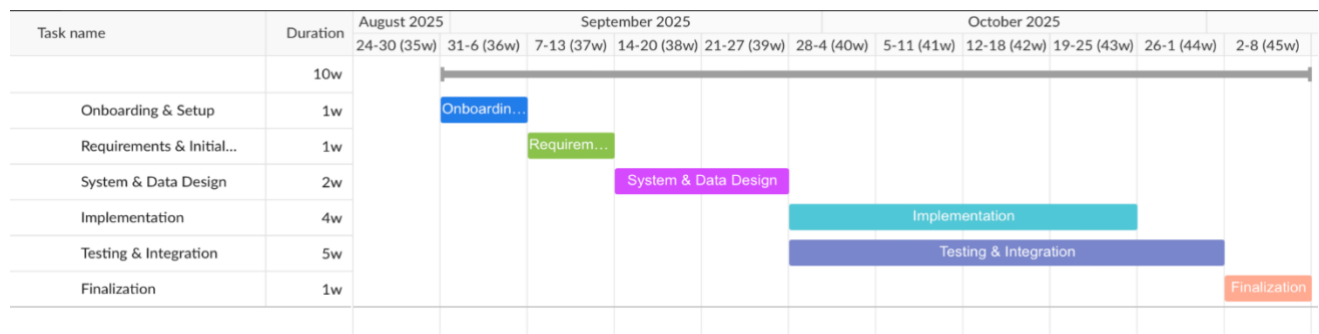 Task name Duration August 2025 September 2025 October 2025
24-30 (35w) 31-6 (36w) 7-13 (37w) 14-20 (38w) 21-27 (39w) 28-4 (40w) 5-11 (41w) 12-18 (42w) 19-25 (43w) 26-1 (44w) 2-8 (45w)
10w
Onboarding & Setup 1w Onboardin...
Requirements & Initial... 1w Requirem...
System & Data Design 2w System & Data Design
Implementation 4w Implementation
Testing & Integration 5w Testing & Integration
Finalization 1w Finalization